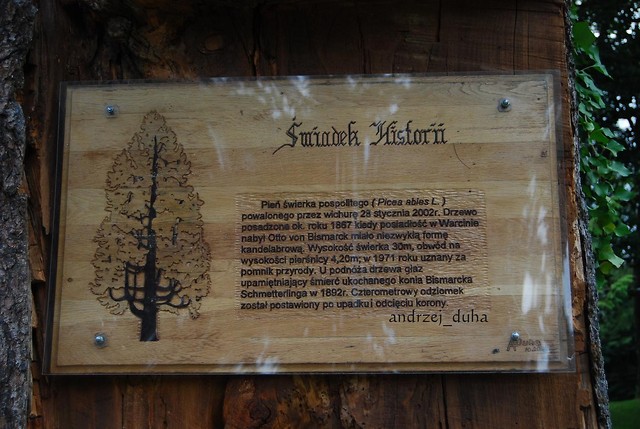 Świadek Historii
Pień świerka pospolitego ( Picea abies L. )
powalonego przez wichurę 28 stycznia 2002r. Drzewo
posadzone ok. roku 1867 kiedy posiadłość w Warcinie
nabył Otto von Bismarck miało niezwykłą formę
kandelabrową. Wysokość świerka 30m, obwód na
wysokości pierśnicy 4,20m; w 1971 roku uznany za
pomnik przyrody. U podnóża drzewa głaz
upamiętniający śmierć ukochanego konia Bismarcka
Schmetterlinga w 1892r. Czterometrowy odziomek
został postawiony po upadku i odcięciu korony.
andrzej_duha